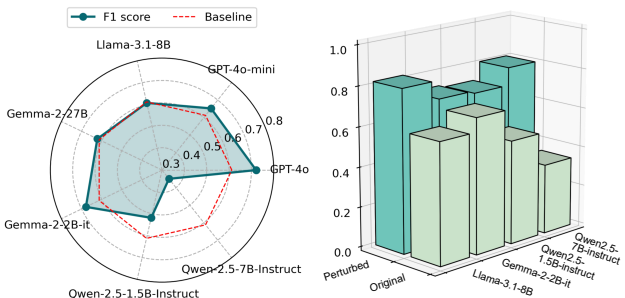 F1 score
Baseline
Llama-3.1-8B
GPT-4o-mini
Gemma-2-27B
0.8
0.7
0.6
0.5
0.4
0.3
GPT-4o
Gemma-2-2B-it
Qwen-2.5-7B-Instruct
Qwen-2.5-1.5B-Instruct
1.0
0.8
0.6
0.4
0.2
0.0
Perturbed
Original
Llama-3.1-8B
Gemma-2-2B-it
Qwen2.5-
1.5B-instruct
Qwen2.5-
7B-instruct